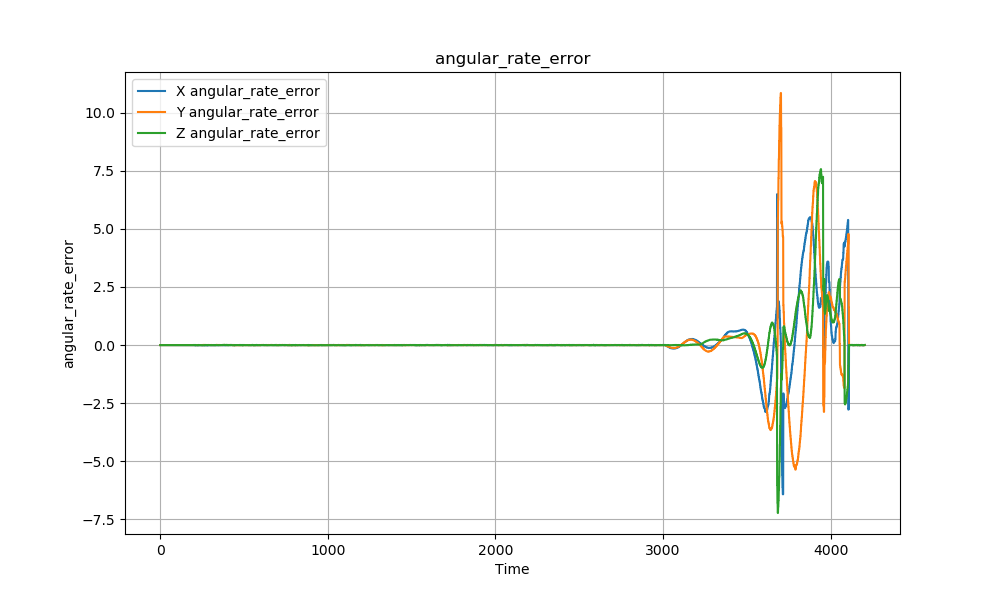 angular_rate_error
X angular_rate_error
Y angular_rate_error
Z angular_rate_error
angular_rate_error
10.0
7.5
5.0
2.5
0.0
−2.5
−5.0
−7.5
0 1000 2000 3000 4000
Time